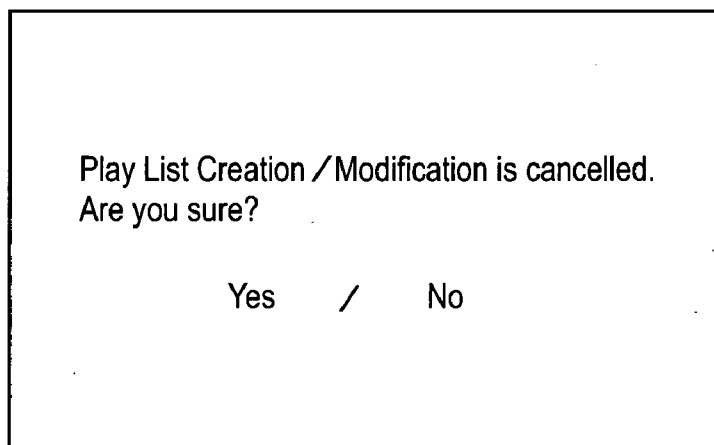 Play List Creation / Modification is cancelled.
Are you sure?
Yes / No